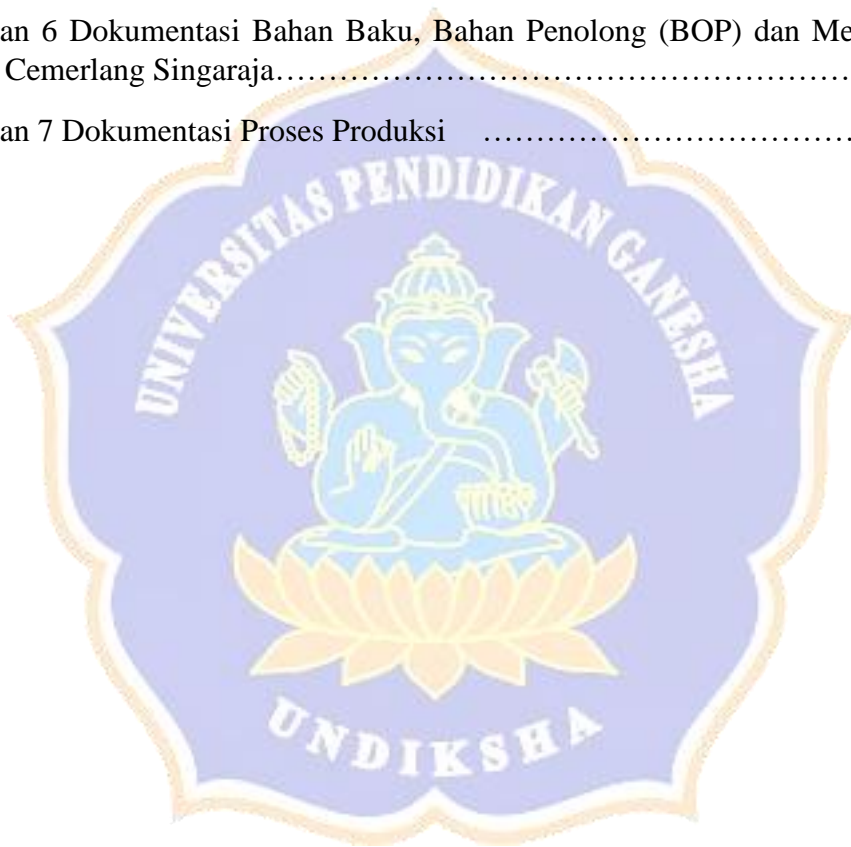 an 6 Dokumentasi Bahan Baku, Bahan Penolong (BOP) dan Me
Cemerlang Singaraja……………………………………………………
an 7 Dokumentasi Proses Produksi ………………………………
UNIVERSITAS PENDIDIKAN GANESHA
UNDIKSHA